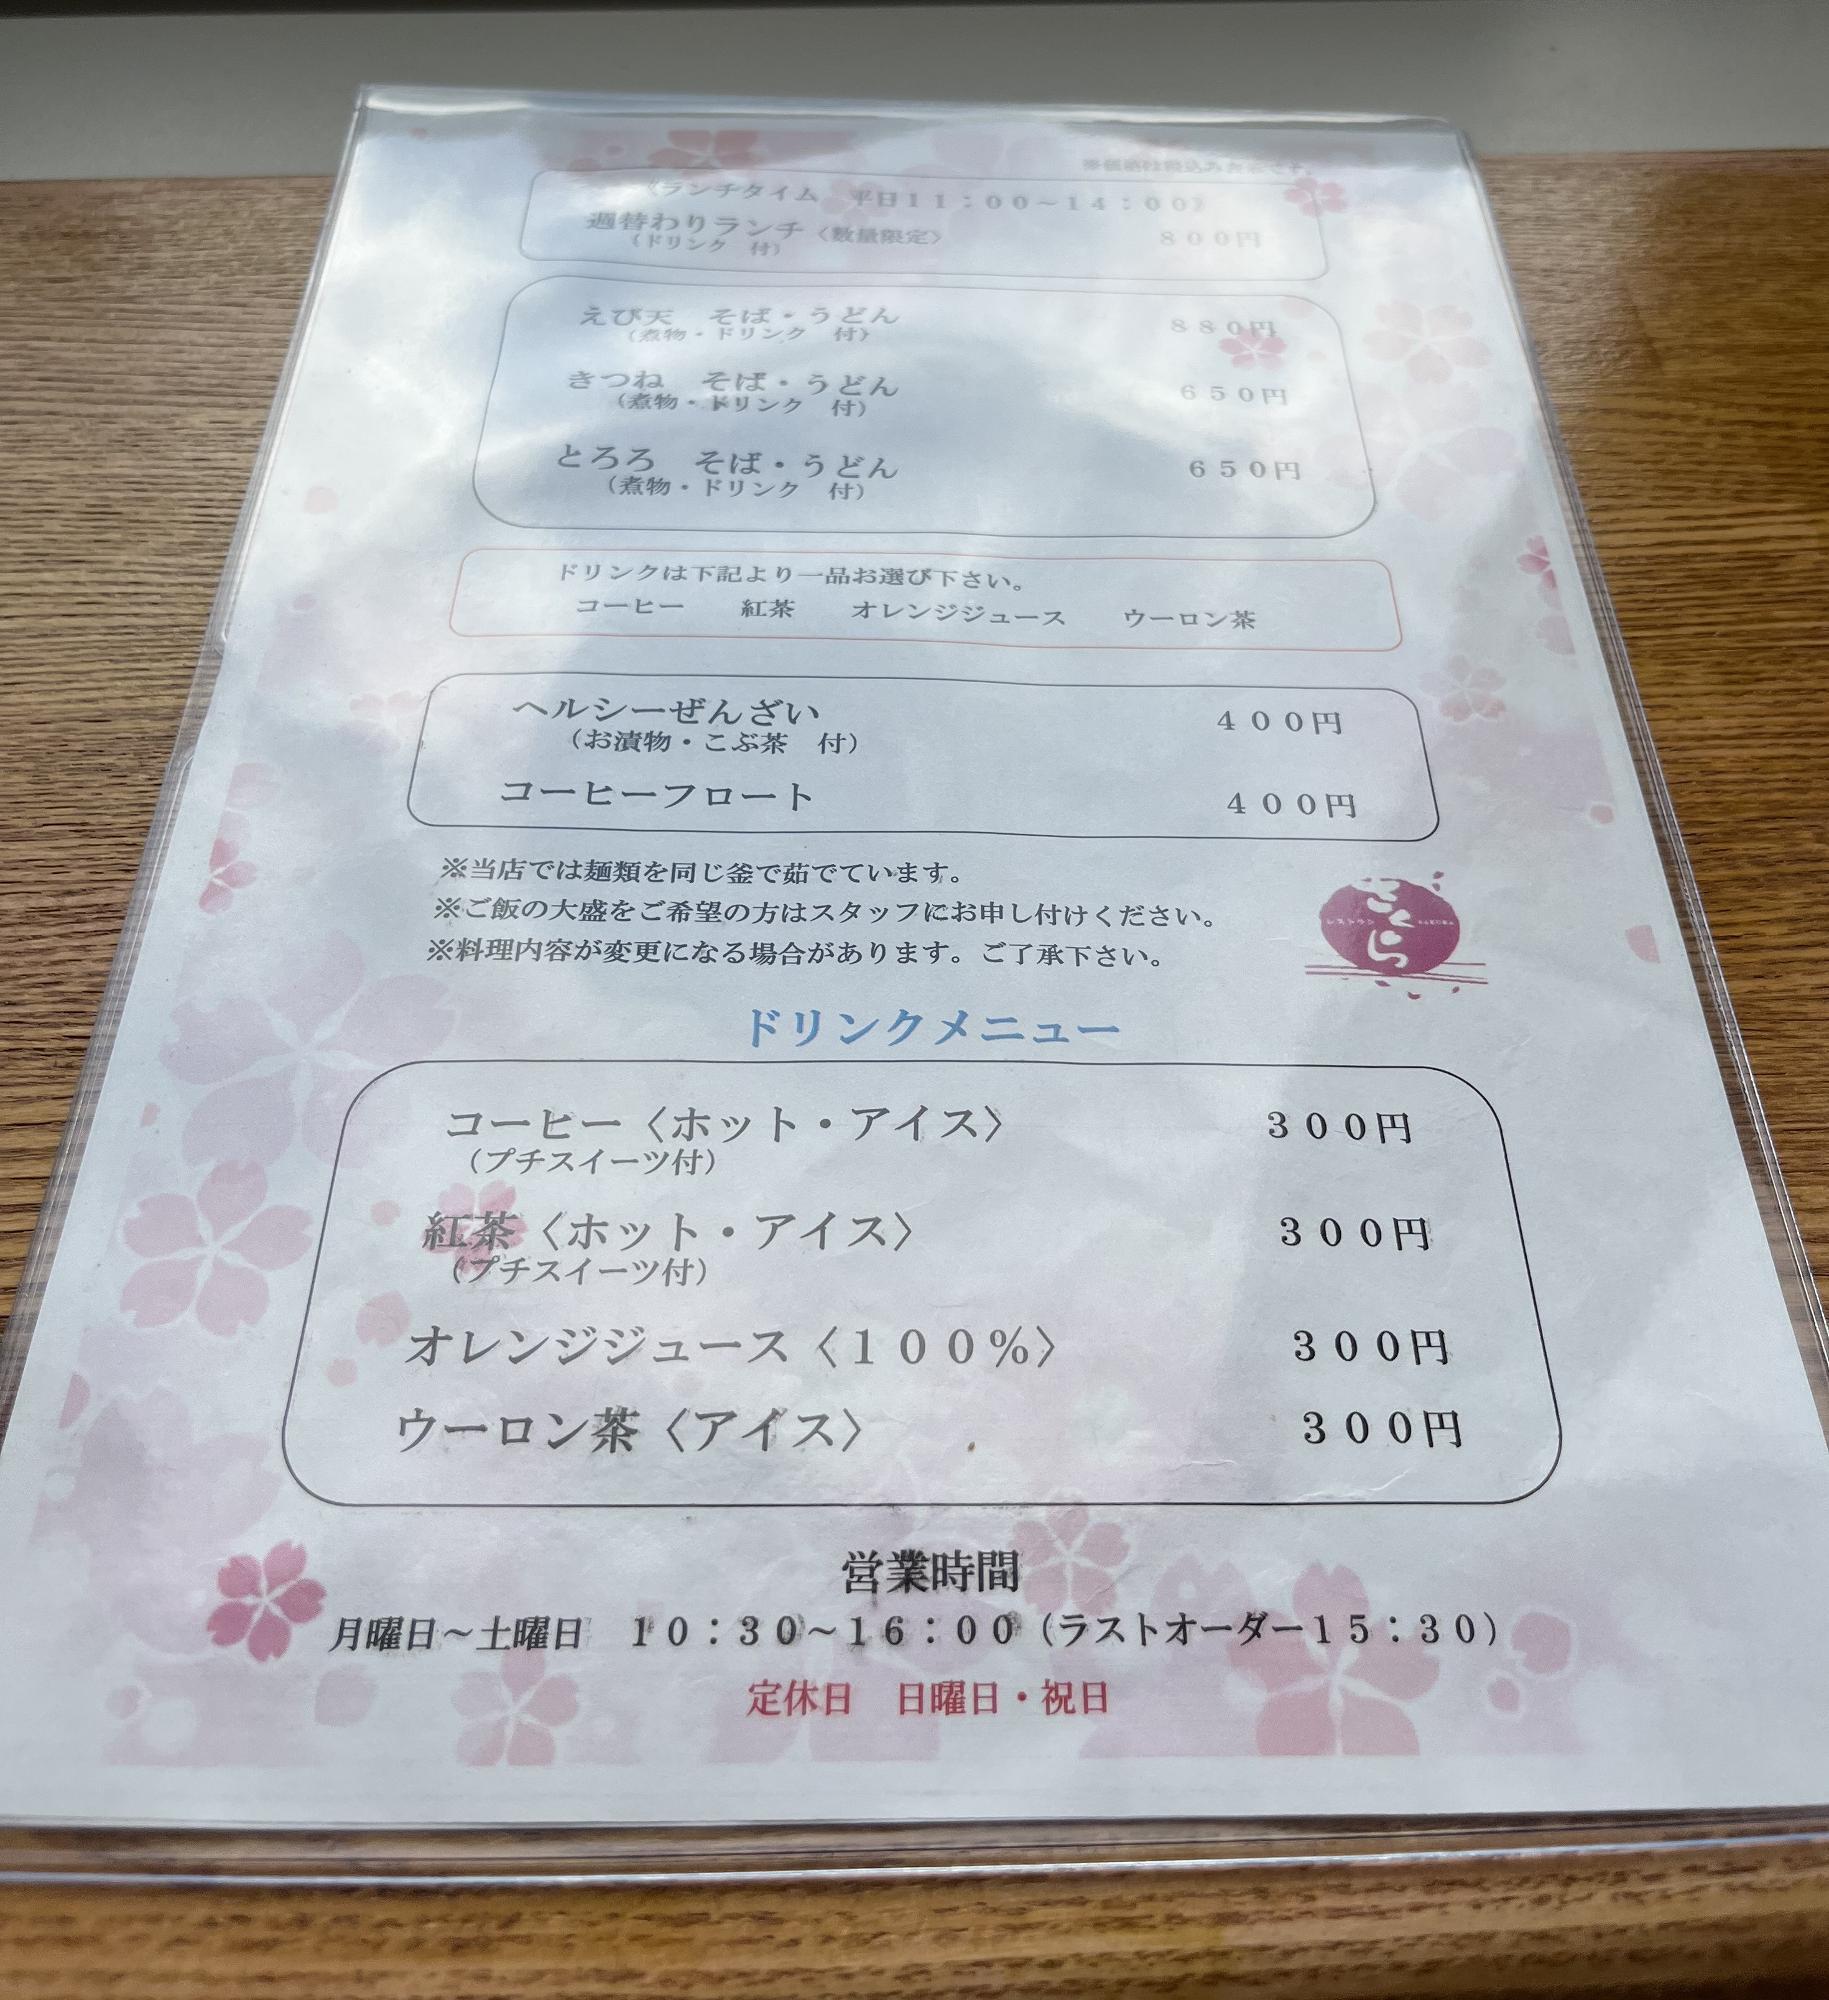 ※価格は税込み表示です。
〈ランチタイム　平日11：00～14：00〉
週替わりランチ〈数量限定〉　800円
（ドリンク　付）
えび天　そば・うどん　880円
（煮物・ドリンク　付）
きつね　そば・うどん　650円
（煮物・ドリンク　付）
とろろ　そば・うどん　650円
（煮物・ドリンク　付）
ドリンクは下記より一品お選び下さい。
コーヒー　紅茶　オレンジジュース　ウーロン茶
ヘルシーぜんざい　400円
（お漬物・こぶ茶　付）
コーヒーフロート　400円
※当店では麺類を同じ釜で茹でています。
※ご飯の大盛をご希望の方はスタッフにお申し付けください。
※料理内容が変更になる場合があります。ご了承下さい。
レストラン
さくら
ドリンクメニュー
コーヒー〈ホット・アイス〉　300円
（プチスイーツ付）
紅茶〈ホット・アイス〉　300円
（プチスイーツ付）
オレンジジュース〈100％〉　300円
ウーロン茶〈アイス〉　300円
営業時間
月曜日～土曜日　10：30～16：00（ラストオーダー15：30）
定休日　日曜日・祝日